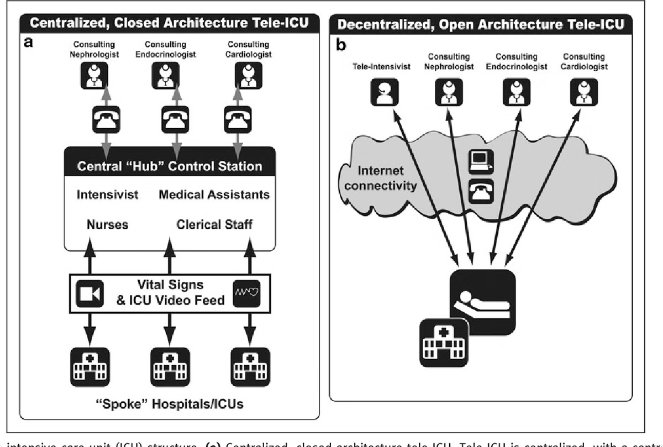 Centralized, Closed Architecture Tele-ICU
a
Consulting Nephrologist
Consulting Endocrinologist
Consulting Cardiologist
Central "Hub" Control Station
Intensivist Medical Assistants
Nurses Clerical Staff
Vital Signs
& ICU Video Feed
"Spoke" Hospitals/ICUs
Decentralized, Open Architecture Tele-ICU
b
Tele-Intensivist
Consulting Nephrologist
Consulting Endocrinologist
Consulting Cardiologist
Internet
connectivity
intensive care unit (ICU) structure. (a) Centralized, closed architecture tele-ICU. Tele-ICU is centralized, with a